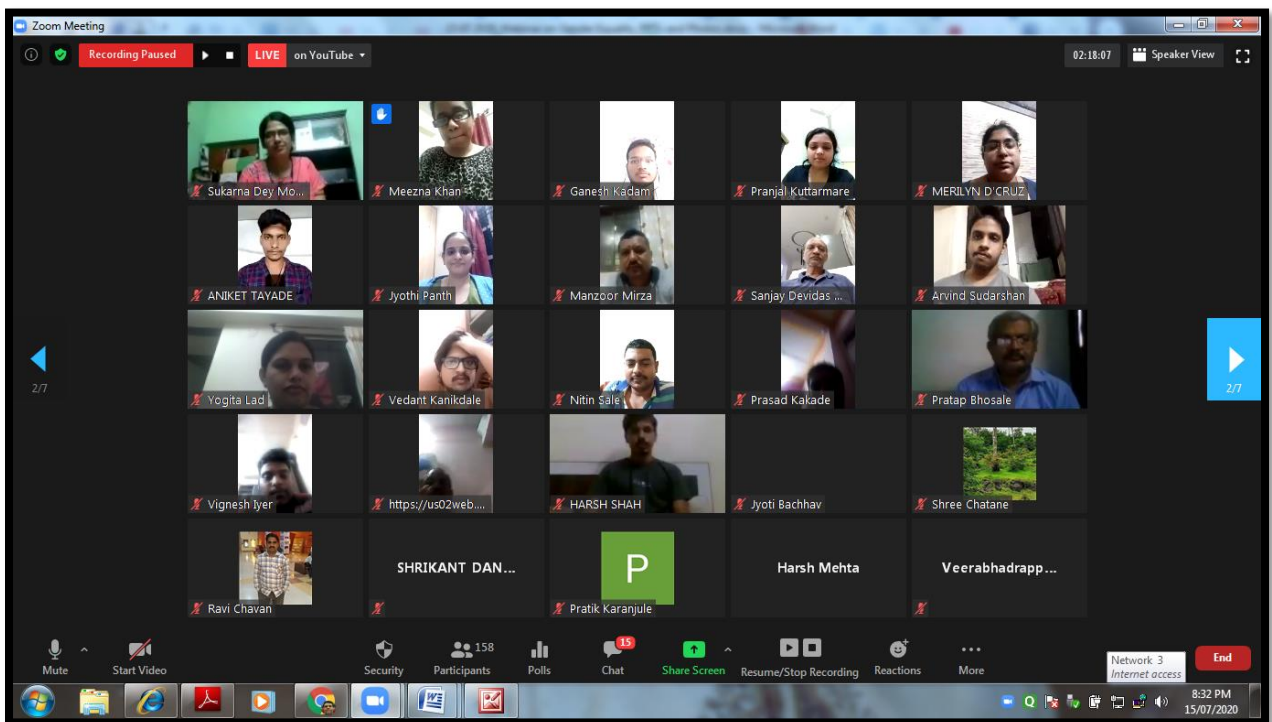 Zoom Meeting
Recording Paused
LIVE on YouTube
02:18:07
Speaker View
Sukarna Dey Mo...
Meezna Khan
Ganesh Kadam
Pranjal Kuttarmare
MERILYN D'CRUZ
ANIKET TAYADE
Jyothi Panth
Manzoor Mirza
Sanjay Devidas ...
Arvind Sudarshan
2/7
2/7
Yogita Lad
Vedant Kanikdale
Nitin Sale
Prasad Kakade
Pratap Bhosale
Vignesh Iyer
https://us02web....
HARSH SHAH
Jyoti Bachhav
Shree Chatane
Ravi Chavan
SHRIKANT DAN...
P
Pratik Karanjule
Harsh Mehta
Veerabhadrapp...
Mute
Start Video
Security
158
Participants
Polls
15
Chat
Share Screen
Resume/Stop Recording
Reactions
More
Network 3
Internet access
End
8:32 PM
15/07/2020